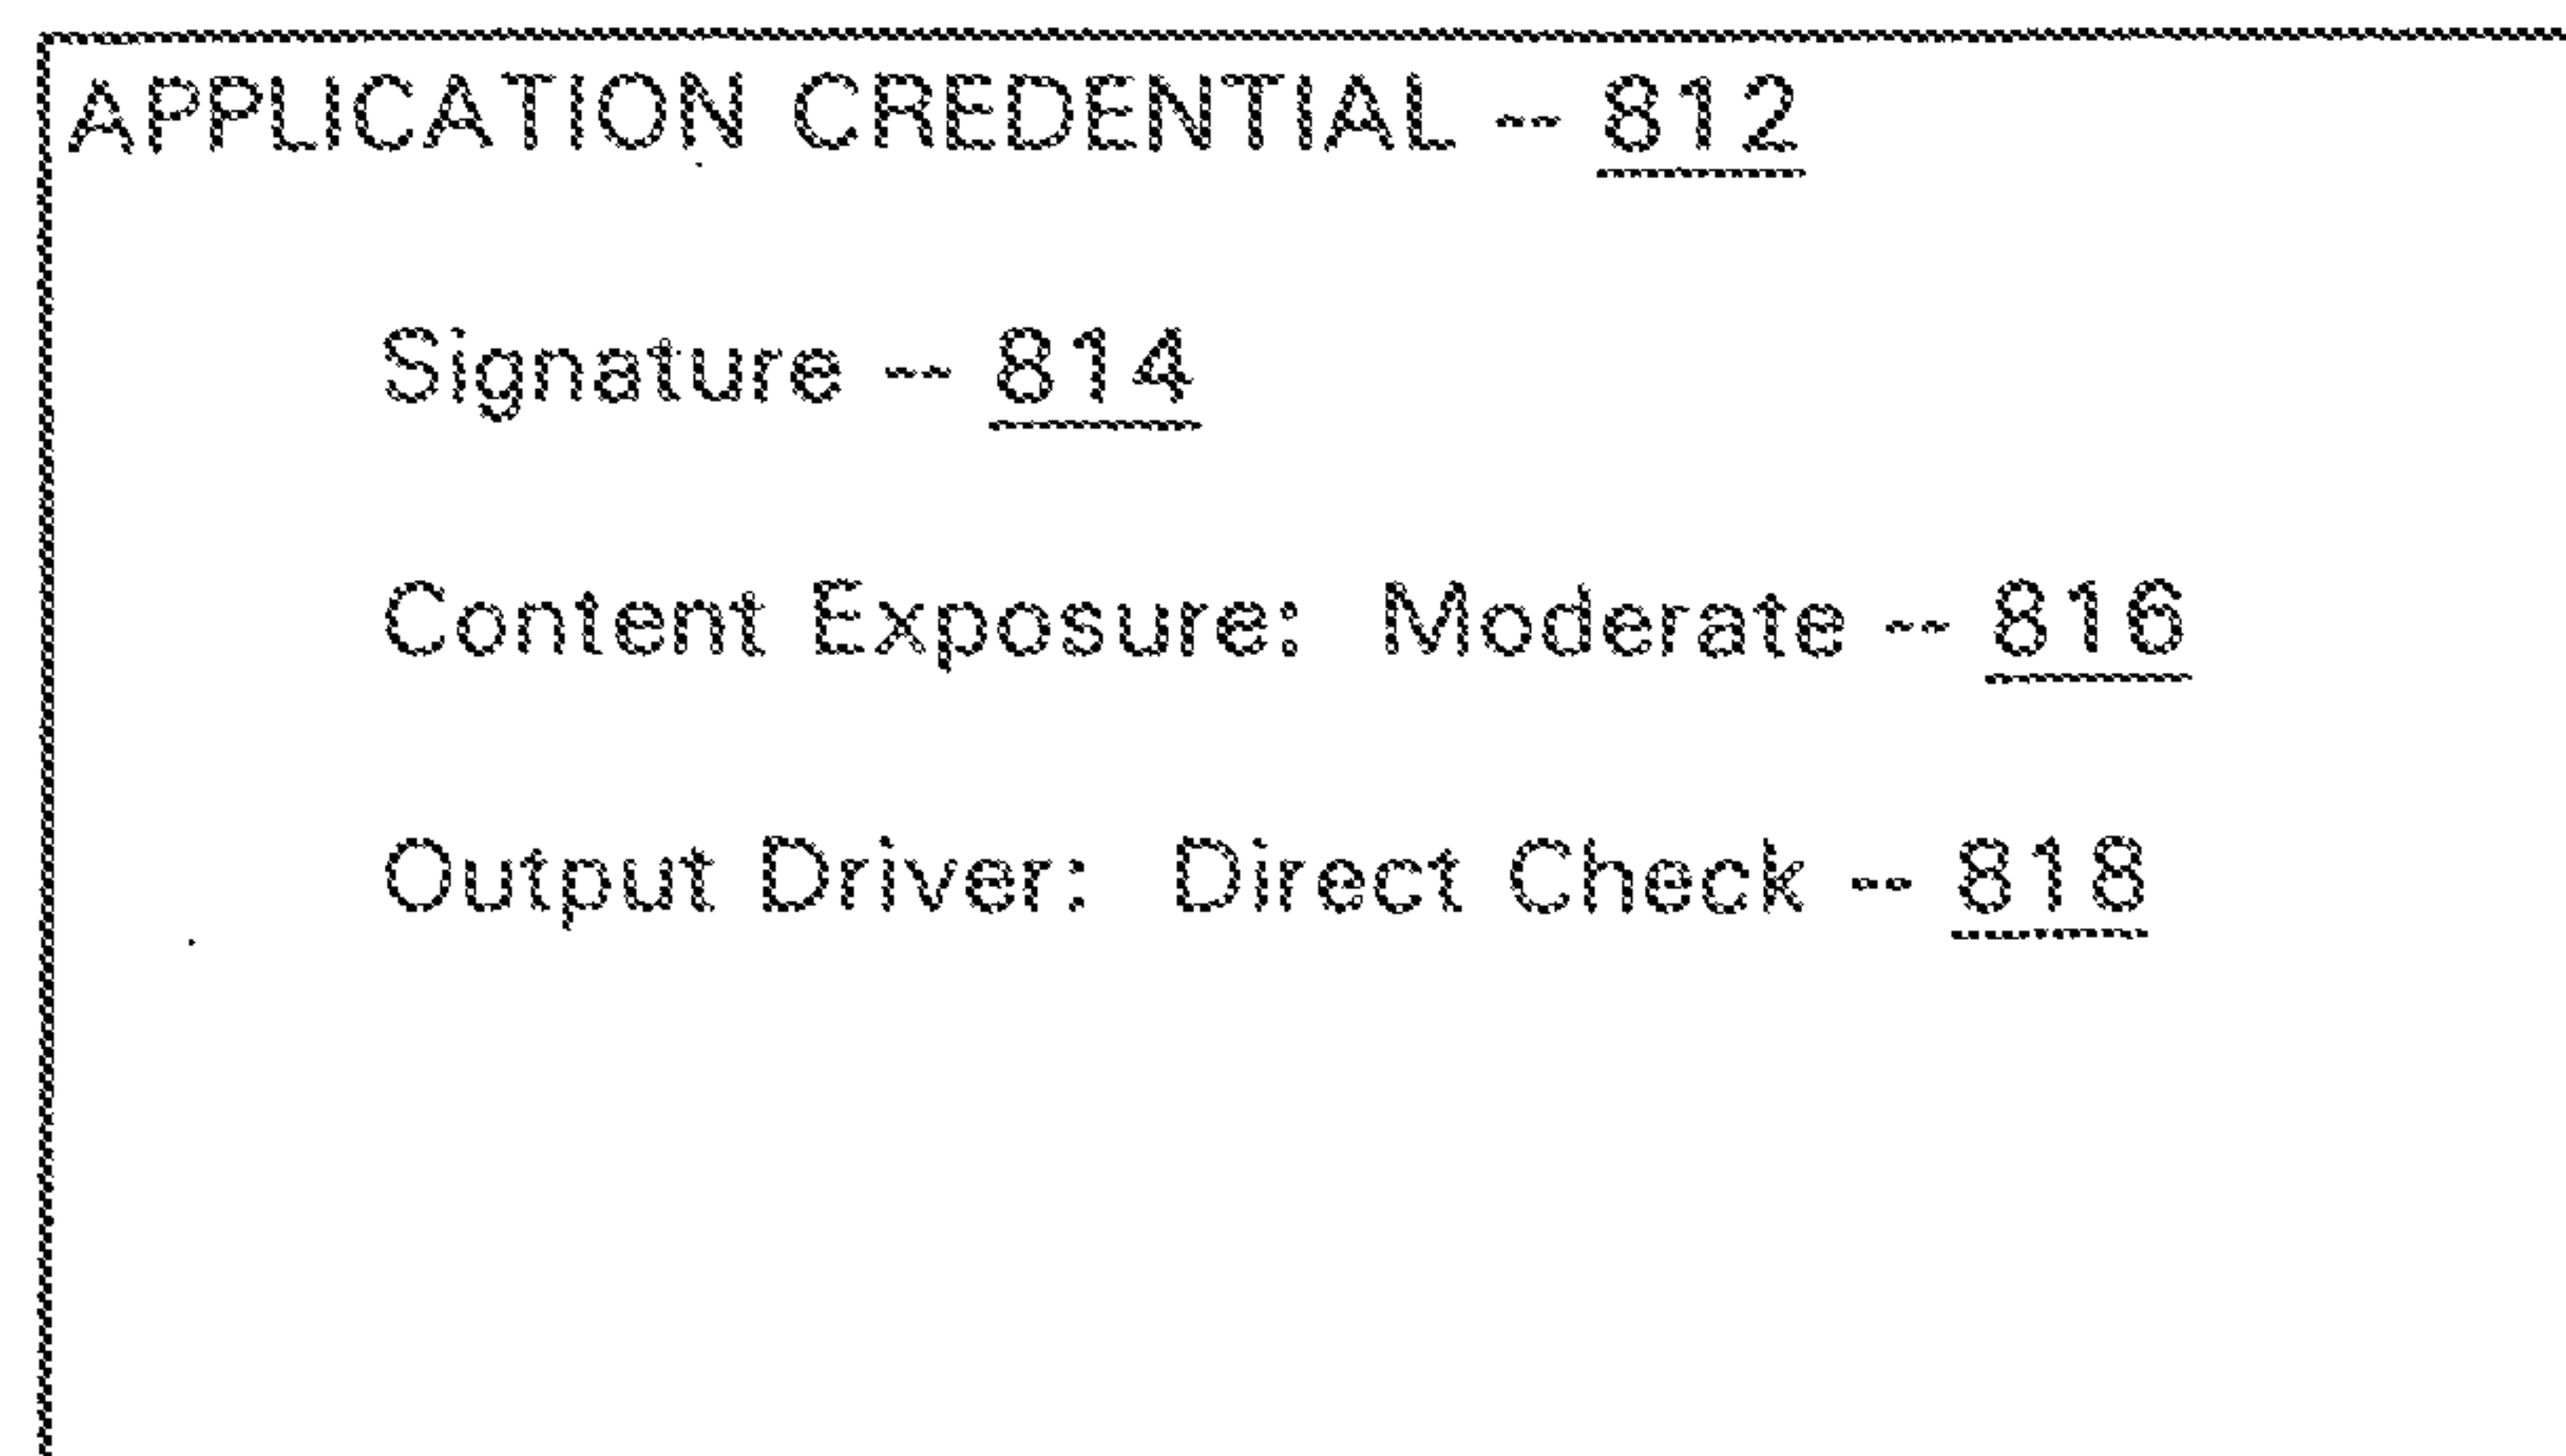 APPLICATION CREDENTIAL -- 812
Signature -- 814
Content Exposure: Moderate -- 816
Output Driver: Direct Check -- 818